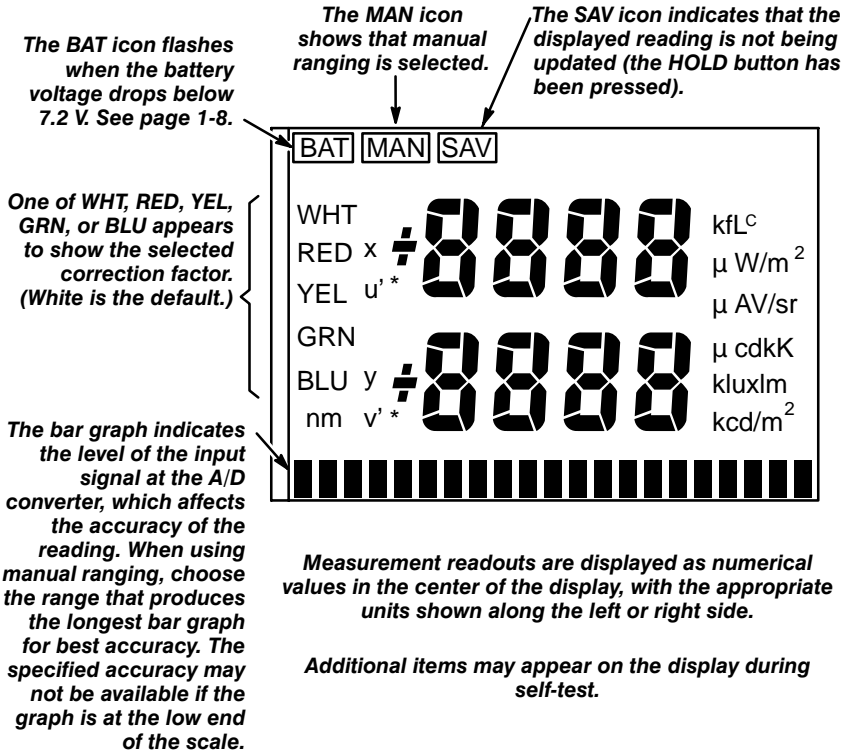 The BAT icon flashes
when the battery
voltage drops below
7.2 V. See page 1-8.
The MAN icon
shows that manual
ranging is selected.
The SAV icon indicates that the
displayed reading is not being
updated (the HOLD button has
been pressed).
BAT MAN SAV
One of WHT, RED, YEL,
GRN, or BLU appears
to show the selected
correction factor.
(White is the default.)
WHT
RED x
YEL u' *
GRN
BLU y
nm v' *
8888
8888
kfLC
µ W/m 2
µ AV/sr
µ cdkK
kluxlm
kcd/m2
The bar graph indicates
the level of the input
signal at the A/D
converter, which affects
the accuracy of the
reading. When using
manual ranging, choose
the range that produces
the longest bar graph
for best accuracy. The
specified accuracy may
not be available if the
graph is at the low end
of the scale.
Measurement readouts are displayed as numerical
values in the center of the display, with the appropriate
units shown along the left or right side.
Additional items may appear on the display during
self-test.